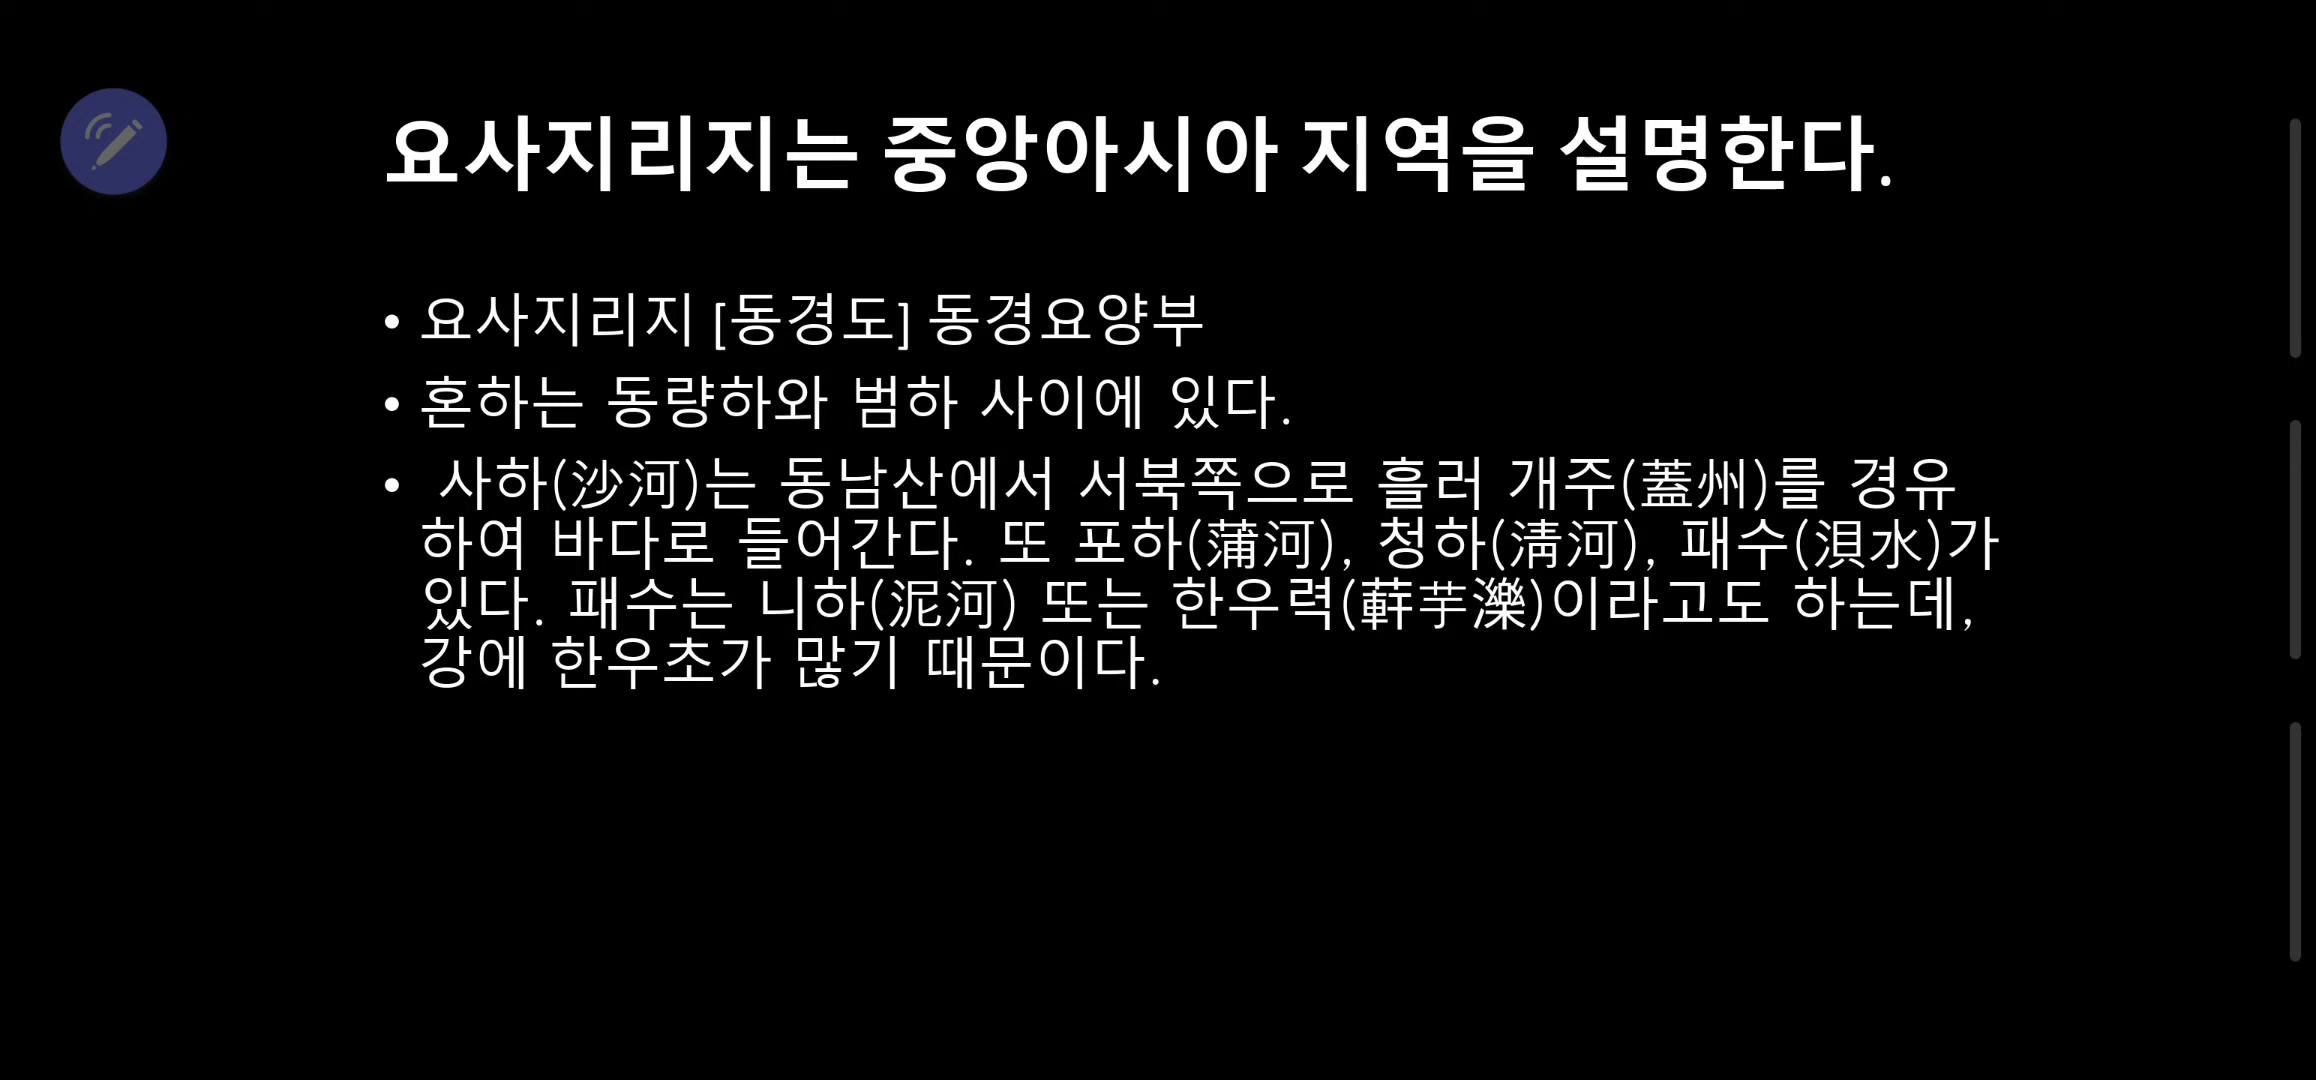 요사지리지는 중앙아시아 지역을 설명한다.
• 요사지리지 [동경도] 동경요양부
• 혼하는 동량하와 범하 사이에 있다.
• 사하(沙河)는 동남산에서 서북쪽으로 흘러 개주(蓋州)를 경유
하여 바다로 들어간다. 또 포하(蒲河), 청하(淸河), 패수(浿水)가
있다. 패수는 니하(泥河) 또는 한우력(蓒芋濼)이라고도 하는데,
강에 한우초가 많기 때문이다.